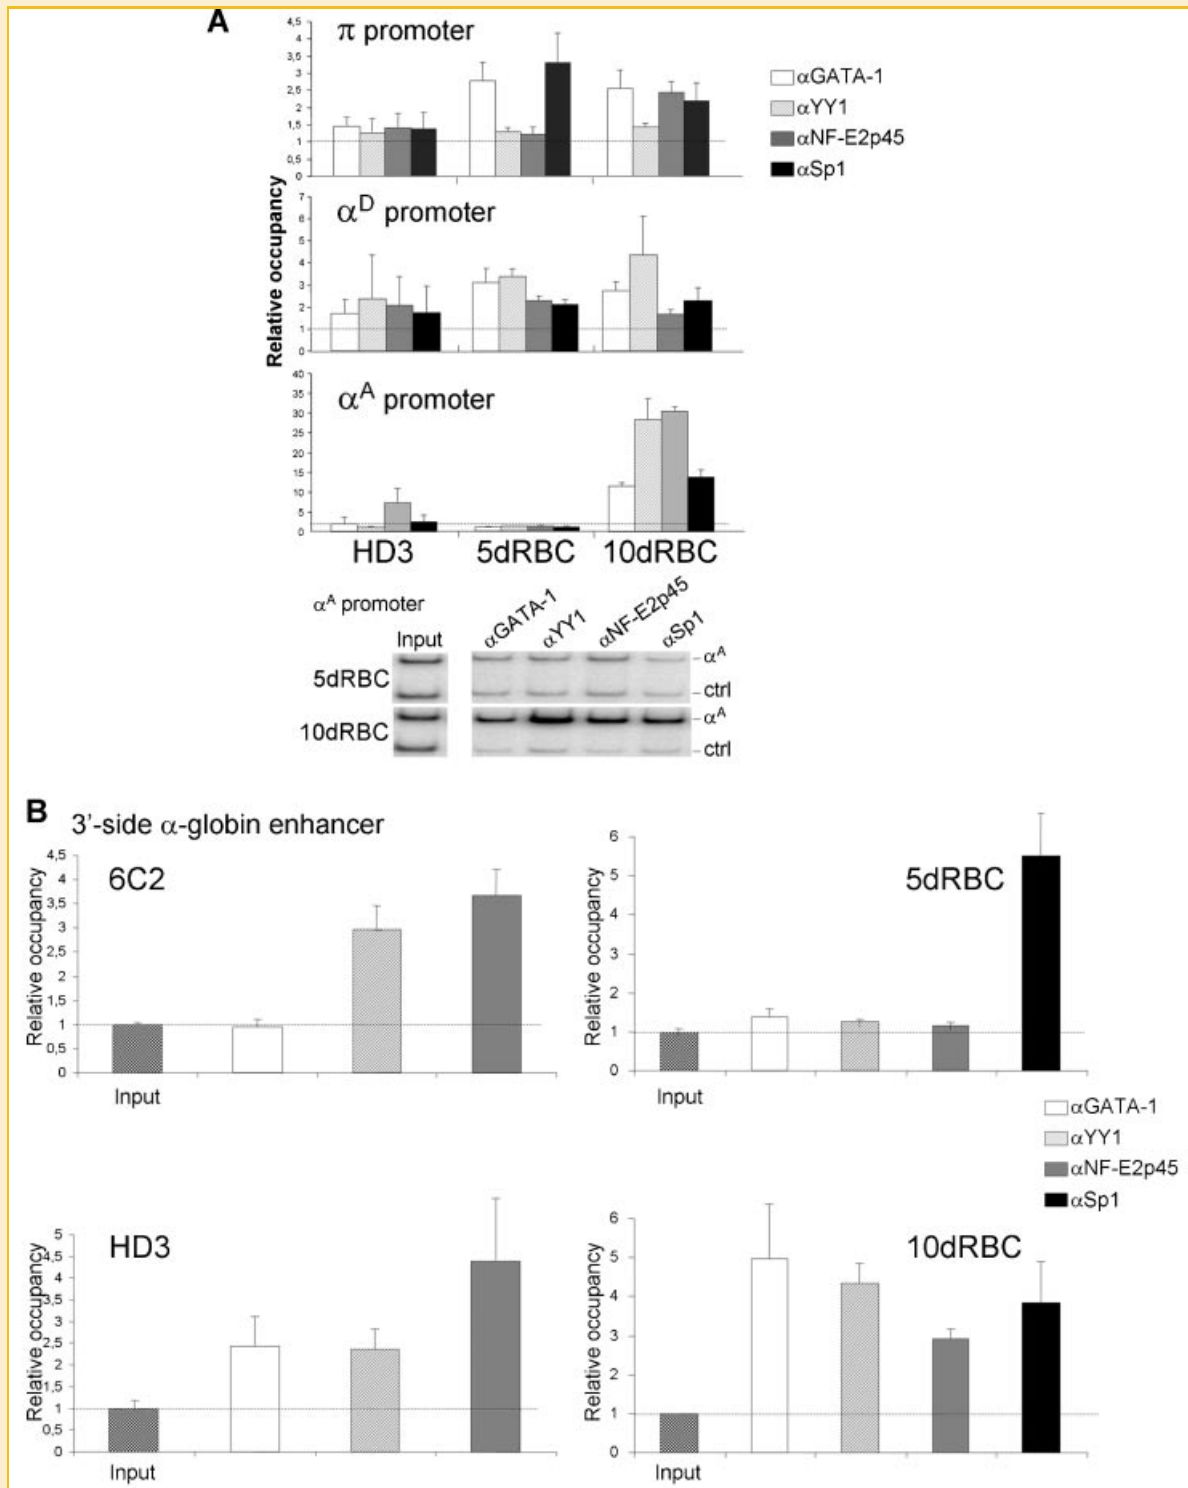 A
π promoter
4,5
4
3,5
3
2,5
2
1,5
1
0,5
0
αGATA-1
αYY1
αNF-E2p45
αSp1
Relative occupancy
αD promoter
7
6
5
4
3
2
1
0
αA promoter
40
35
30
25
20
15
10
5
0
HD3 5dRBC 10dRBC
αA promoter
Input αGATA-1 αYY1 αNF-E2p45 αSp1
5dRBC
αA
ctrl
10dRBC
αA
ctrl
B
3'-side α-globin enhancer
6C2
Relative occupancy
4,5
4
3,5
3
2,5
2
1,5
1
0,5
0
Input
5dRBC
Relative occupancy
6
5
4
3
2
1
0
Input
αGATA-1
αYY1
αNF-E2p45
αSp1
HD3
Relative occupancy
5
4,5
4
3,5
3
2,5
2
1,5
1
0,5
0
Input
10dRBC
Relative occupancy
6
5
4
3
2
1
0
Input